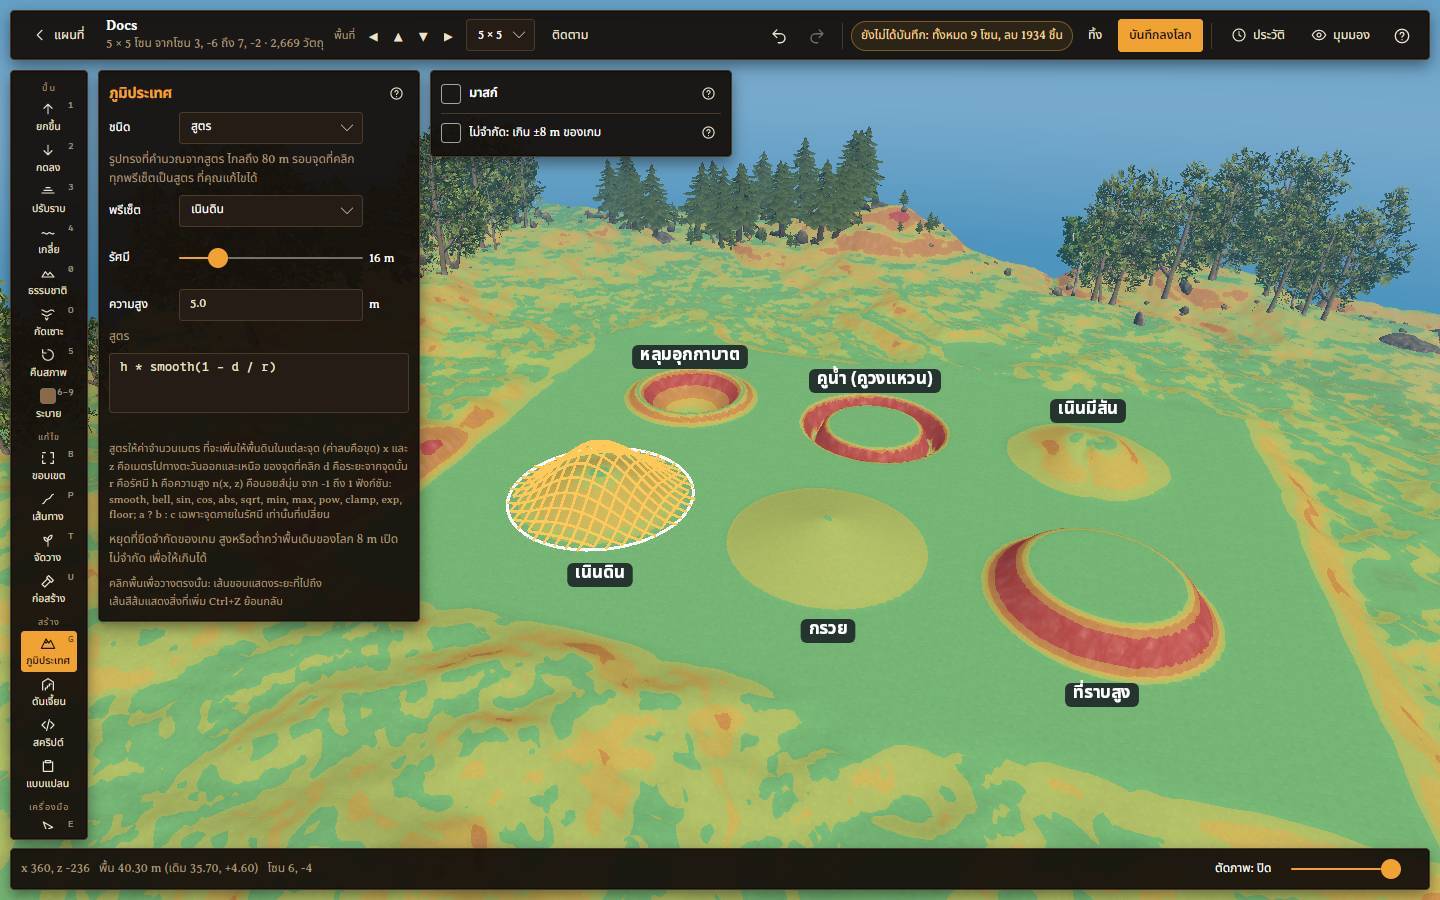 แผนที่
Docs
5 × 5 โซน จากโซน 3, -6 ถึง 7, -2 · 2,669 วัตถุ
พื้นที่
5 × 5
ติดตาม
ยังไม่ได้บันทึก: ทั้งหมด 9 โซน, ลบ 1934 ชิ้น
ทิ้ง
บันทึกลงโลก
ประวัติ
มุมมอง
ปั้น
ยกขึ้น 1
กดลง 2
ปรับราบ 3
เกลี่ย 4
ธรรมชาติ 0
กัดเซาะ O
คืนสภาพ 5
ระบาย 6–9
แก้ไข
ขอบเขต B
เส้นทาง P
จัดวาง T
ก่อสร้าง U
สร้าง
ภูมิประเทศ G
ดันเจี้ยน
สคริปต์
แบบแปลน
เครื่องมือ
E
ภูมิประเทศ
ชนิด
สูตร
รูปทรงที่คำนวณจากสูตร ไกลถึง 80 m รอบจุดที่คลิก
ทุกพรีเซ็ตเป็นสูตร ที่คุณแก้ไขได้
พรีเซ็ต
เนินดิน
รัศมี
16 m
ความสูง
5.0
m
สูตร
h * smooth(1 - d / r)
สูตรให้ค่าจำนวนเมตร ที่จะเพิ่มให้พื้นดินในแต่ละจุด (ค่าลบคือขุด) x และ
z คือเมตรไปทางตะวันออกและเหนือ ของจุดที่คลิก d คือระยะจากจุดนั้น
r คือรัศมี h คือความสูง n(x, z) คือนอยส์นุ่ม จาก -1 ถึง 1 ฟังก์ชัน:
smooth, bell, sin, cos, abs, sqrt, min, max, pow, clamp, exp,
floor; a ? b : c เฉพาะจุดภายในรัศมี เท่านั้นที่เปลี่ยน
หยุดที่ขีดจำกัดของเกม สูงหรือต่ำกว่าพื้นเดิมของโลก 8 m เปิด
ไม่จำกัด เพื่อให้เกินได้
คลิกพื้นเพื่อวางตรงนั้น: เส้นขอบแสดงระยะที่ไปถึง
เส้นสีส้มแสดงสิ่งที่เพิ่ม Ctrl+Z ย้อนกลับ
มาสก์
ไม่จำกัด: เกิน ±8 m ของเกม
หลุมอุกกาบาต
คูน้ำ (คูวงแหวน)
เนินมีสัน
เนินดิน
กรวย
ที่ราบสูง
x 360, z -236 พื้น 40.30 m (เดิม 35.70, +4.60) โซน 6, -4
ตัดภาพ: ปิด